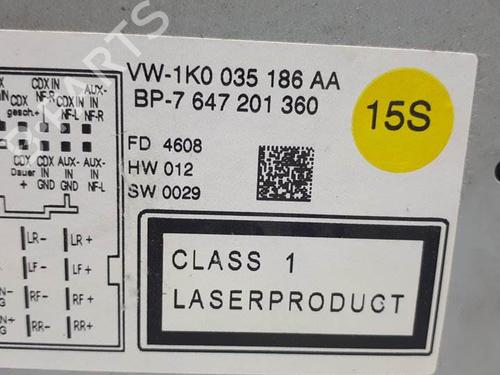 VW-1K0 035 186 AA
BP-7 647 201 360
15S
FD 4608
HW 012
SW 0029
CLASS 1
LASERPRODUCT
CDX IN AUX-
CDX NF-R IN
gesch.+ IN NF-R
NF-L
CDX CDX AUX- AUX-
Dauer IN IN IN
+ GND GND NF-L
LR- LR+
LF- LF+
RF- RF+
RR- RR+
PARTS